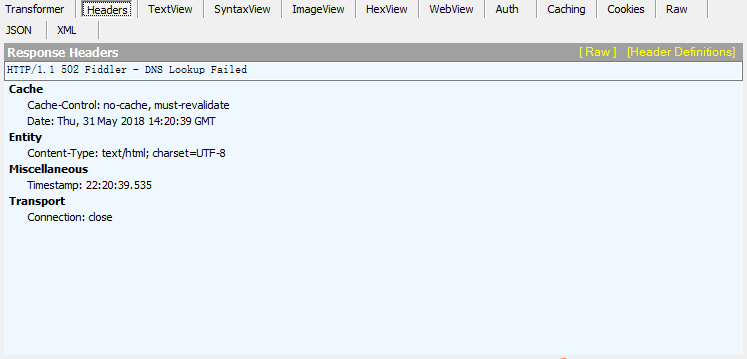 Transformer Headers TextView SyntaxView ImageView HexView WebView Auth Caching Cookies Raw
JSON XML
Response Headers [ Raw ] [Header Definitions]
HTTP/1.1 502 Fiddler - DNS Lookup Failed
Cache
Cache-Control: no-cache, must-revalidate
Date: Thu, 31 May 2018 14:20:39 GMT
Entity
Content-Type: text/html; charset=UTF-8
Miscellaneous
Timestamp: 22:20:39.535
Transport
Connection: close